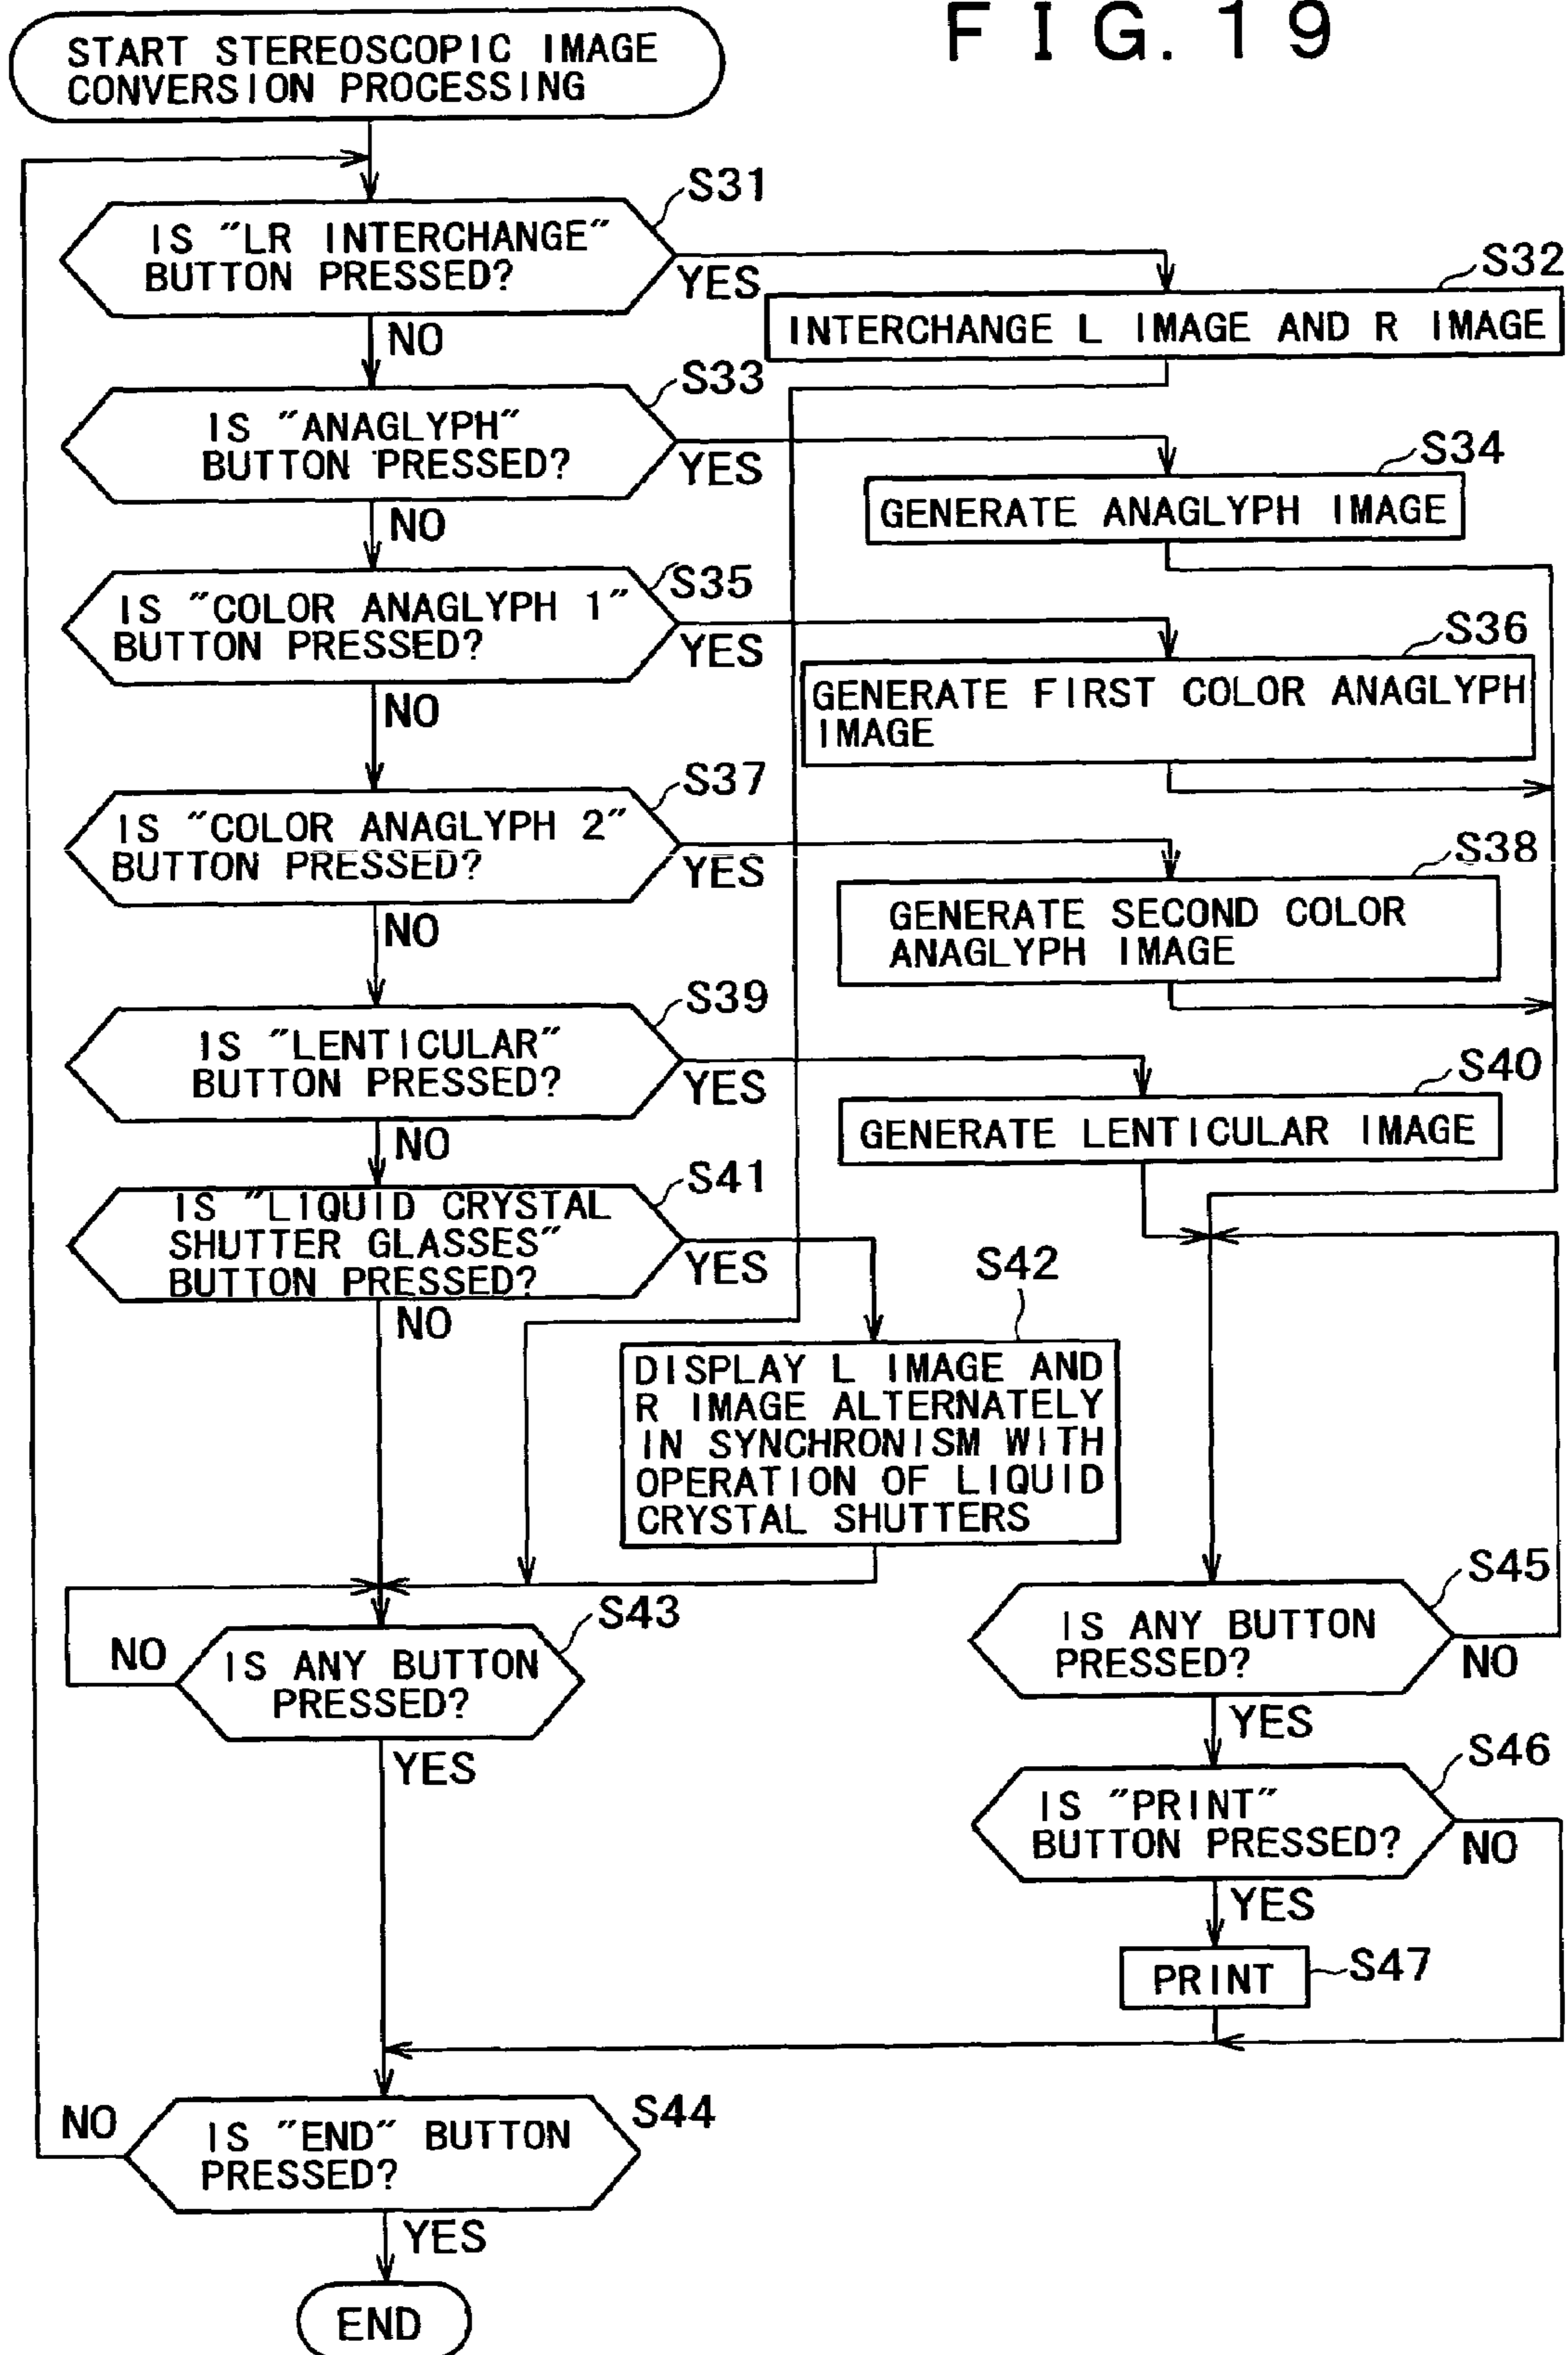 FIG. 19
START STEREOSCOPIC IMAGE
CONVERSION PROCESSING
S31
IS "LR INTERCHANGE"
BUTTON PRESSED?
YES
NO
S32
INTERCHANGE L IMAGE AND R IMAGE
S33
IS "ANAGLYPH"
BUTTON PRESSED?
YES
NO
S34
GENERATE ANAGLYPH IMAGE
S35
IS "COLOR ANAGLYPH 1"
BUTTON PRESSED?
YES
NO
S36
GENERATE FIRST COLOR ANAGLYPH
IMAGE
S37
IS "COLOR ANAGLYPH 2"
BUTTON PRESSED?
YES
NO
S38
GENERATE SECOND COLOR
ANAGLYPH IMAGE
S39
IS "LENTICULAR"
BUTTON PRESSED?
YES
NO
S40
GENERATE LENTICULAR IMAGE
S41
IS "LIQUID CRYSTAL
SHUTTER GLASSES"
BUTTON PRESSED?
YES
NO
S42
DISPLAY L IMAGE AND
R IMAGE ALTERNATELY
IN SYNCHRONISM WITH
OPERATION OF LIQUID
CRYSTAL SHUTTERS
S43
IS ANY BUTTON
PRESSED?
NO
YES
S45
IS ANY BUTTON
PRESSED?
NO
YES
S46
IS "PRINT"
BUTTON PRESSED?
NO
YES
PRINT
S47
S44
IS "END" BUTTON
PRESSED?
NO
YES
END